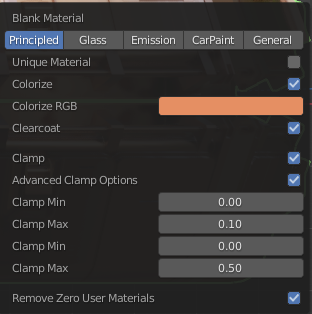 Blank Material
Principled Glass Emission CarPaint General
Unique Material
Colorize
Colorize RGB
Clearcoat
Clamp
Advanced Clamp Options
Clamp Min 0.00
Clamp Max 0.10
Clamp Min 0.00
Clamp Max 0.50
Remove Zero User Materials